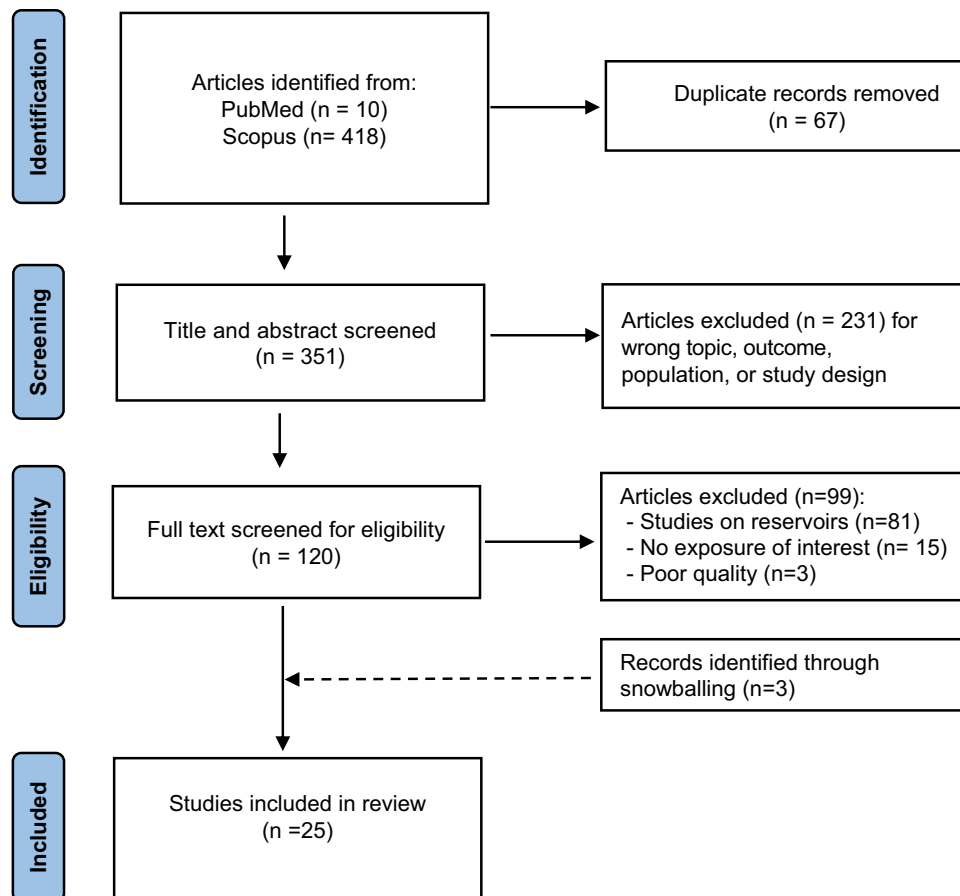 Identification
Articles identified from:
PubMed (n = 10)
Scopus (n= 418)
Duplicate records removed
(n = 67)
Screening
Title and abstract screened
(n = 351)
Articles excluded (n = 231) for
wrong topic, outcome,
population, or study design
Eligibility
Full text screened for eligibility
(n = 120)
Articles excluded (n=99):
- Studies on reservoirs (n=81)
- No exposure of interest (n= 15)
- Poor quality (n=3)
Records identified through
snowballing (n=3)
Included
Studies included in review
(n =25)